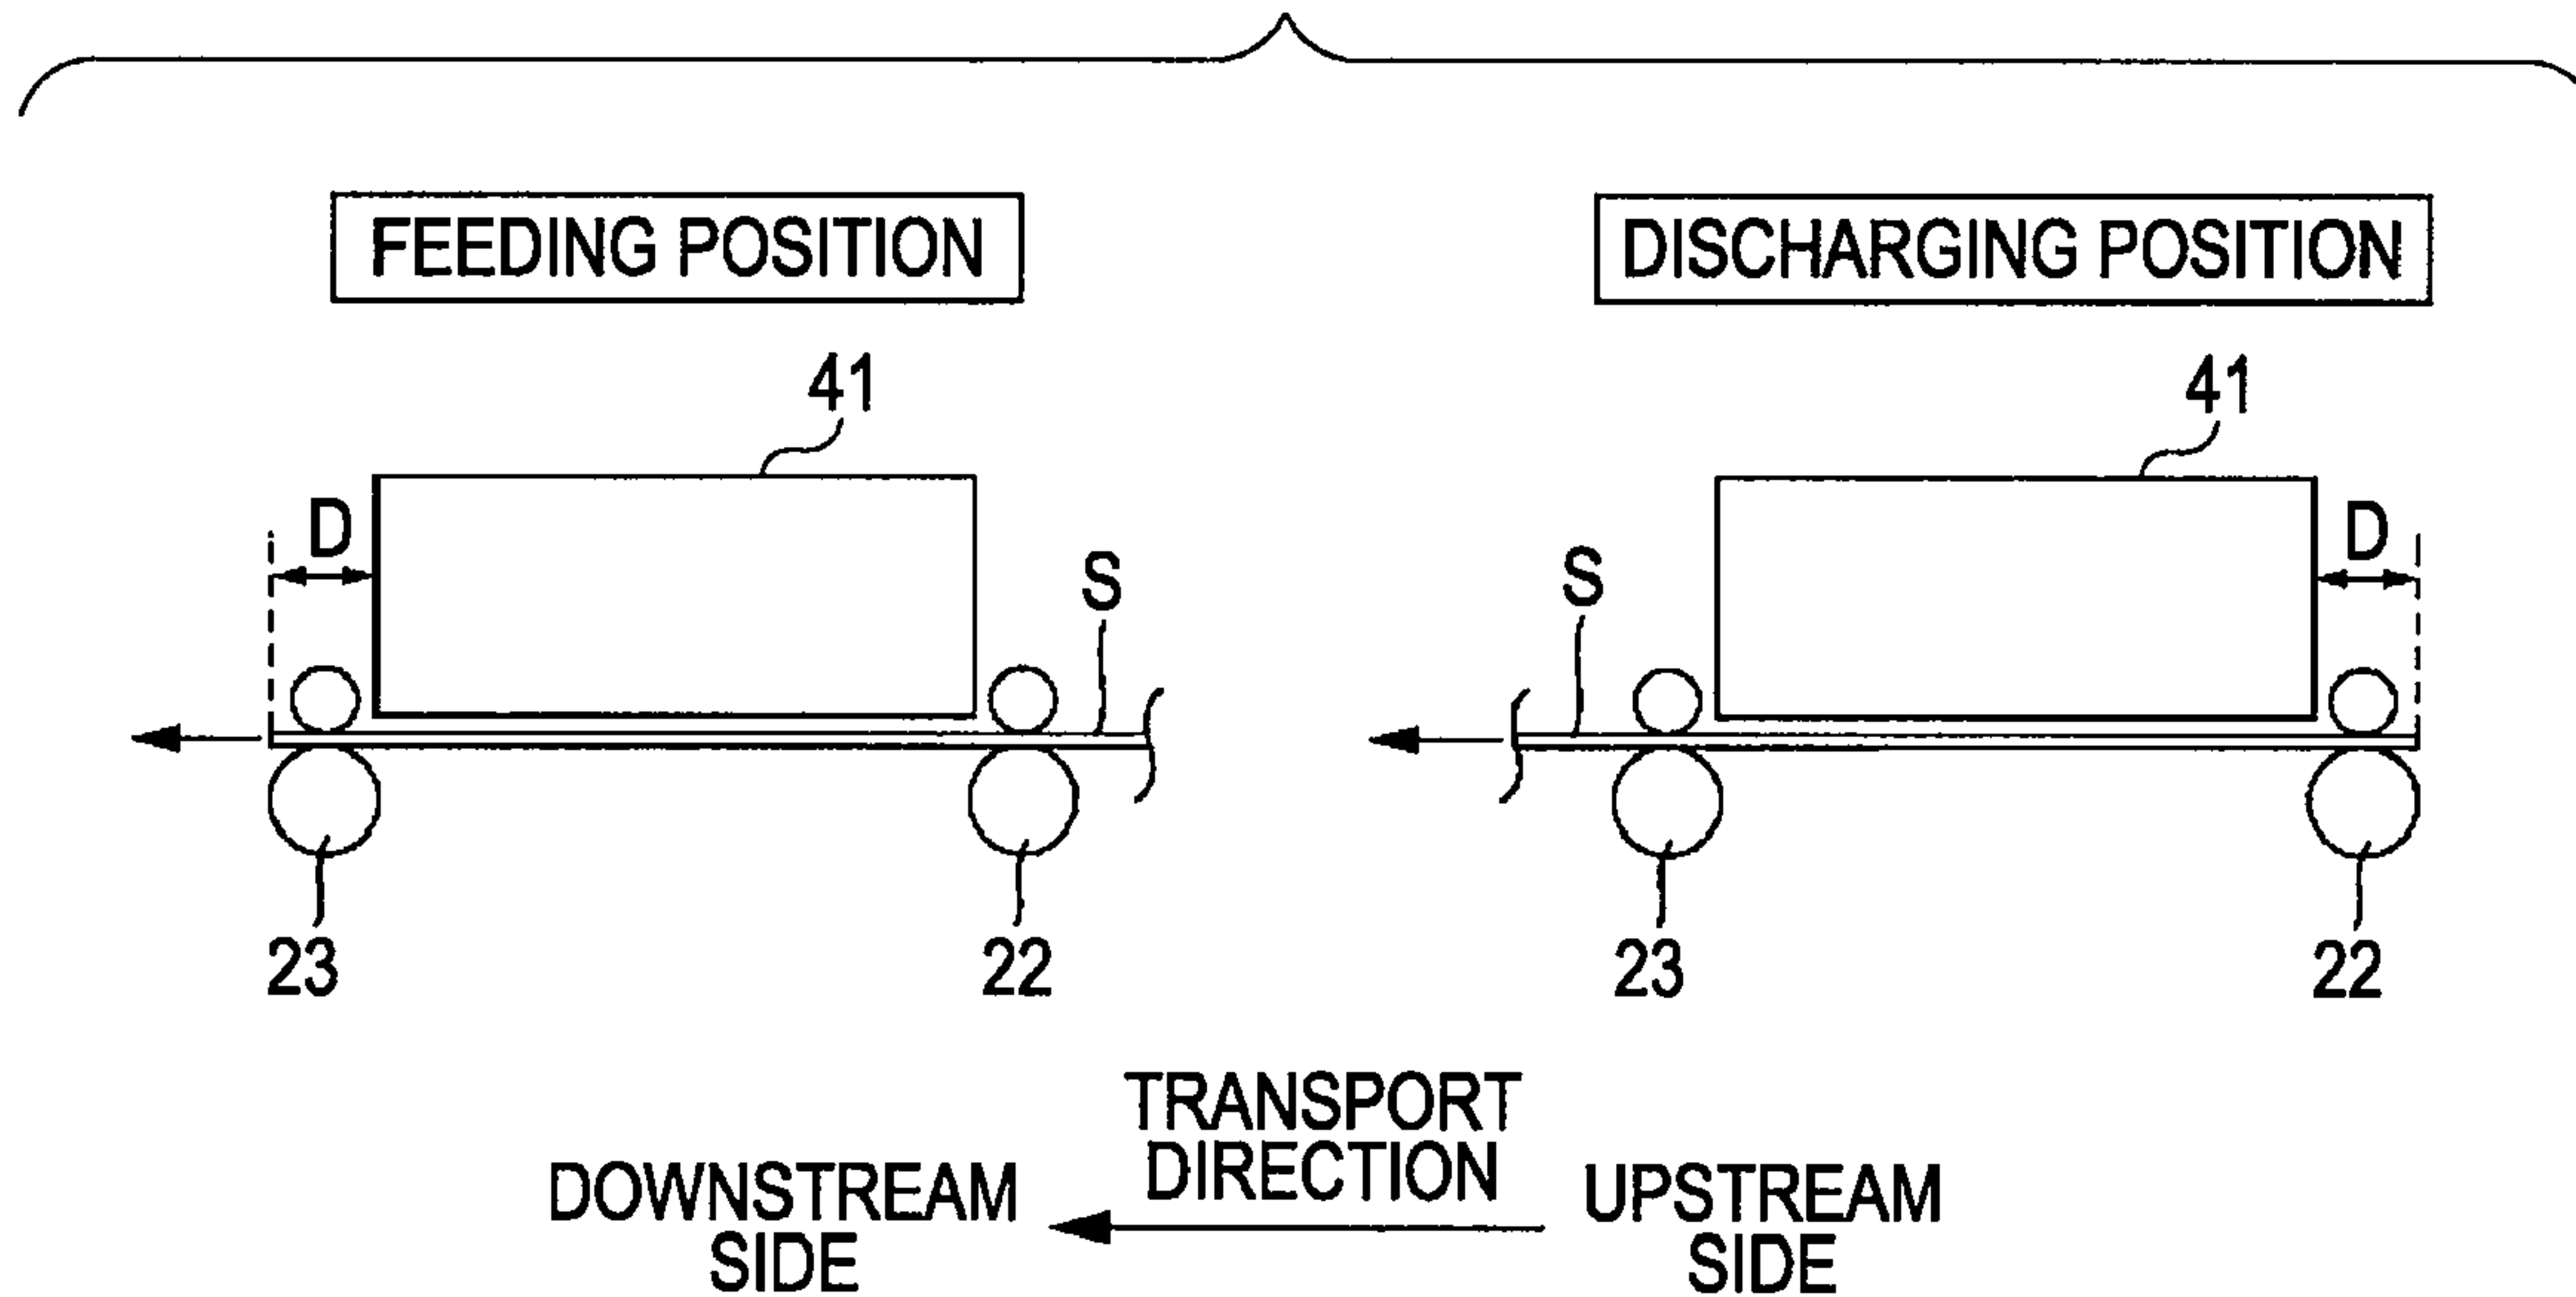 FEEDING POSITION
DISCHARGING POSITION
41
41
D
S
S
D
23
22
23
22
TRANSPORT
DIRECTION
DOWNSTREAM
SIDE
UPSTREAM
SIDE